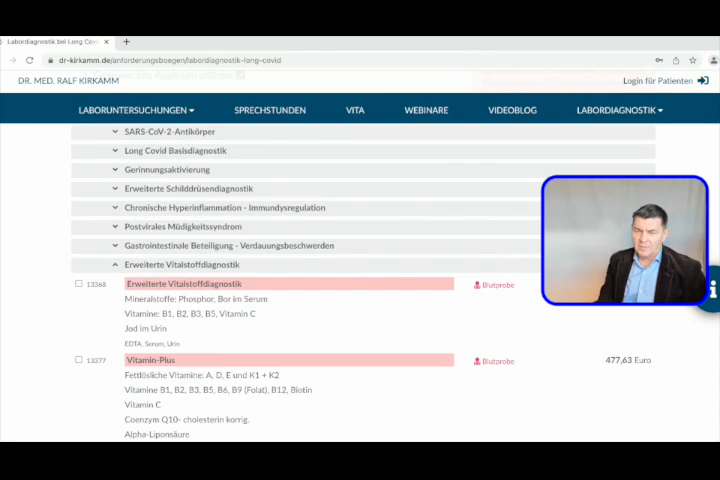 Labordiagnostik bei Long Covi
dr-kirkamm.de/anforderungsboegen/labordiagnostik-long-covid
DR. MED. RALF KIRKAMM
Login für Patienten
LABORUNTERSUCHUNGEN
SPRECHSTUNDEN
VITA
WEBINARE
VIDEOBLOG
LABORDIAGNOSTIK
SARS-CoV-2-Antikörper
Long Covid Basisdiagnostik
Gerinnungsaktivierung
Erweiterte Schilddrüsendiagnostik
Chronische Hyperinflammation - Immundysregulation
Postvirales Müdigkeitssyndrom
Gastrointestinale Beteiligung - Verdauungsbeschwerden
Erweiterte Vitalstoffdiagnostik
13368 Erweiterte Vitalstoffdiagnostik Blutprobe
Mineralstoffe: Phosphor, Bor im Serum
Vitamine: B1, B2, B3, B5, Vitamin C
Jod im Urin
EDTA, Serum, Urin
13377 Vitamin-Plus Blutprobe 477,63 Euro
Fettlösliche Vitamine: A, D, E und K1 + K2
Vitamine B1, B2, B3, B5, B6, B9 (Folat), B12, Biotin
Vitamin C
Coenzym Q10- cholesterin korrig.
Alpha-Liponsäure